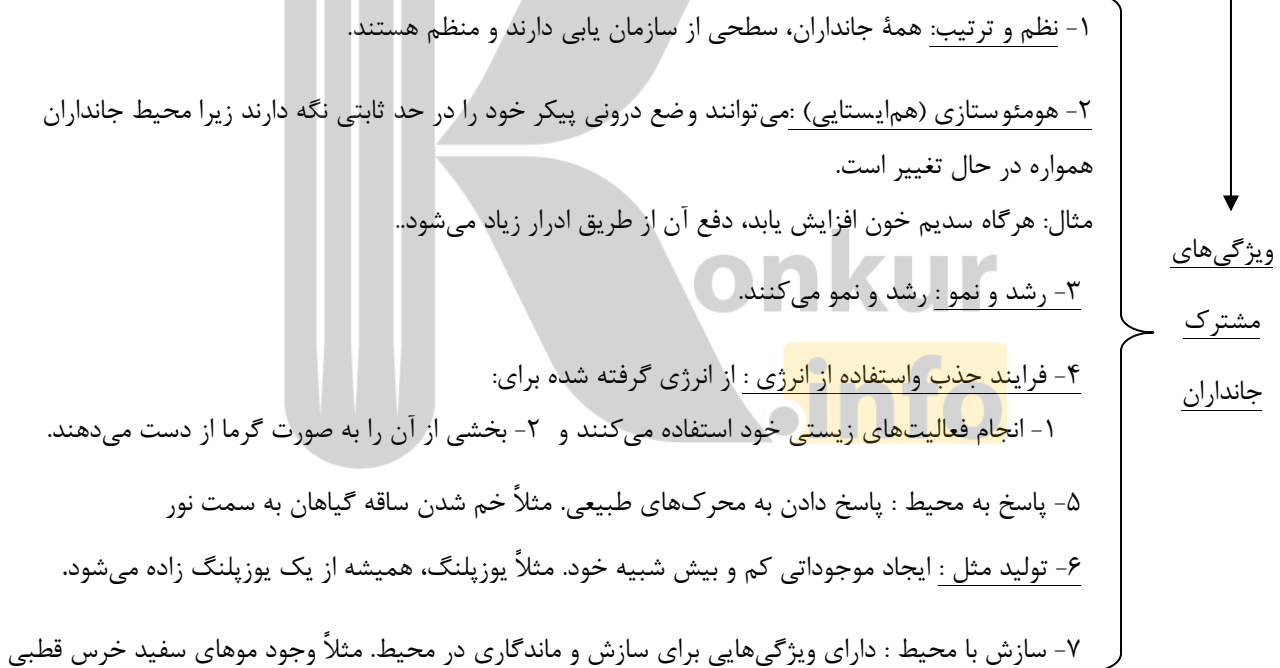 ۱- نظم و ترتیب: همهٔ جانداران، سطحی از سازمان یابی دارند و منظم هستند.
۲- هومئوستازی (هم‌ایستایی) :می‌توانند وضع درونی پیکر خود را در حد ثابتی نگه دارند زیرا محیط جانداران
همواره در حال تغییر است.
مثال: هرگاه سدیم خون افزایش یابد، دفع آن از طریق ادرار زیاد می‌شود..
۳- رشد و نمو : رشد و نمو می‌کنند.
۴- فرایند جذب واستفاده از انرژی : از انرژی گرفته شده برای:
۱- انجام فعالیت‌های زیستی خود استفاده می‌کنند و ۲- بخشی از آن را به صورت گرما از دست می‌دهند.
۵- پاسخ به محیط : پاسخ دادن به محرک‌های طبیعی. مثلاً خم شدن ساقه گیاهان به سمت نور
۶- تولید مثل : ایجاد موجوداتی کم و بیش شبیه خود. مثلاً یوزپلنگ، همیشه از یک یوزپلنگ زاده می‌شود.
۷- سازش با محیط : دارای ویژگی‌هایی برای سازش و ماندگاری در محیط. مثلاً وجود موهای سفید خرس قطبی
ویژگی‌های
مشترک
جانداران
Konkur
.info